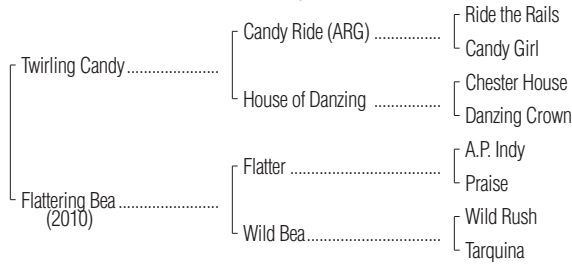 Ride the Rails
Candy Ride (ARG) ................
Candy Girl
Twirling Candy ......................
Chester House
House of Danzing ................
Danzing Crown
A.P. Indy
Flatter ....................................
Praise
Flattering Bea ........................
(2010)
Wild Rush
Wild Bea................................
Tarquina